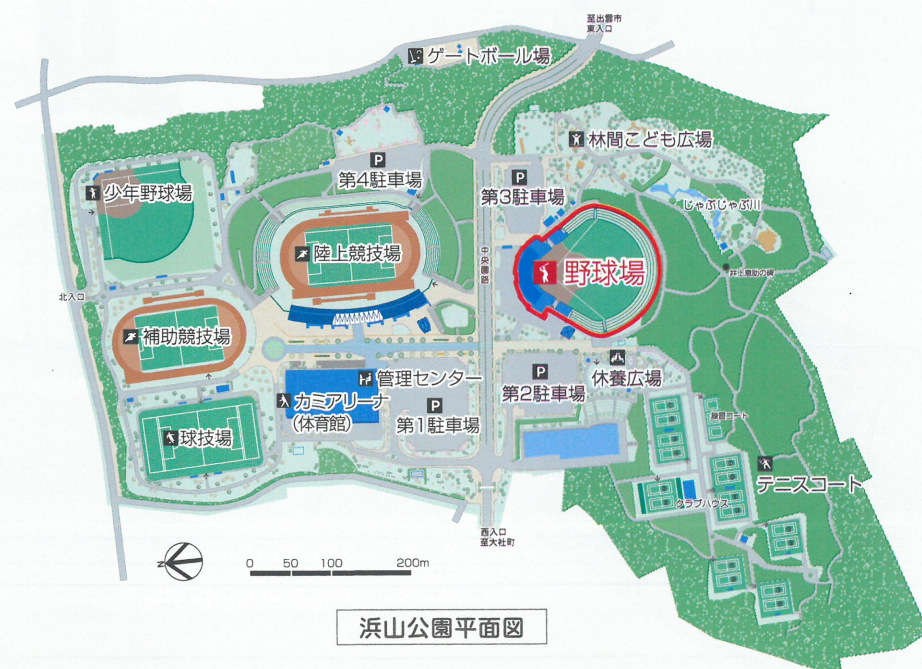 至出雲市
東入口
ゲートボール場
林間こども広場
P
第4駐車場
P
第3駐車場
少年野球場
じゃぶじゃぶ川
陸上競技場
中央園路
野球場
北入口
補助競技場
管理センター
休養広場
P
第2駐車場
カミアリーナ
(体育館)
P
第1駐車場
球技場
練習コート
テニスコート
クラブハウス
西入口
至大社町
N
0 50 100 200m
浜山公園平面図